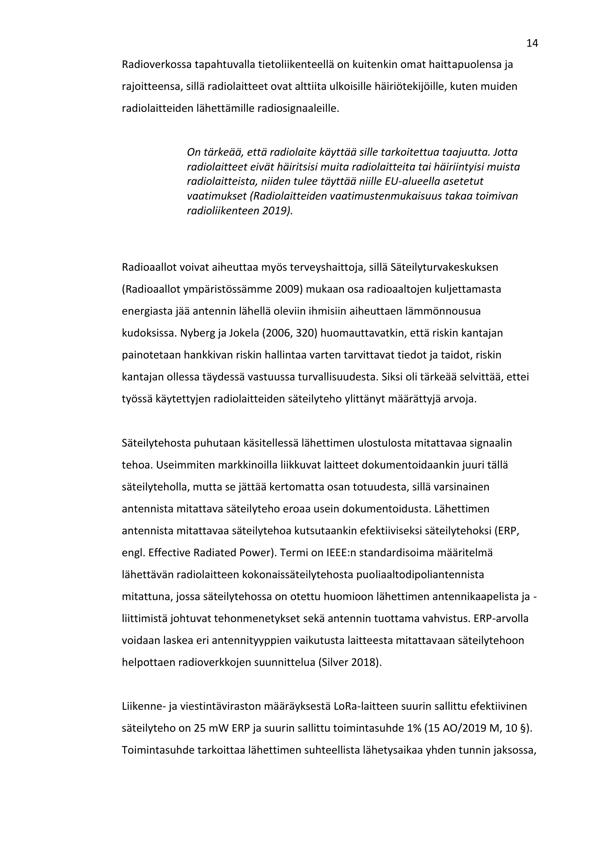 14
Radioverkossa tapahtuvalla tietoliikenteellä on kuitenkin omat haittapuolensa ja
rajoitteensa, sillä radiolaitteet ovat alttiita ulkoisille häiriötekijöille, kuten muiden
radiolaitteiden lähettämille radiosignaaleille.
On tärkeää, että radiolaite käyttää sille tarkoitettua taajuutta. Jotta
radiolaitteet eivät häiritsisi muita radiolaitteita tai häiriintyisi muista
radiolaitteista, niiden tulee täyttää niille EU-alueella asetetut
vaatimukset (Radiolaitteiden vaatimustenmukaisuus takaa toimivan
radioliikenteen 2019).
Radioaallot voivat aiheuttaa myös terveyshaittoja, sillä Säteilyturvakeskuksen
(Radioaallot ympäristössämme 2009) mukaan osa radioaaltojen kuljettamasta
energiasta jää antennin lähellä oleviin ihmisiin aiheuttaen lämmönnousua
kudoksissa. Nyberg ja Jokela (2006, 320) huomauttavatkin, että riskin kantajan
painotetaan hankkivan riskin hallintaa varten tarvittavat tiedot ja taidot, riskin
kantajan ollessa täydessä vastuussa turvallisuudesta. Siksi oli tärkeää selvittää, ettei
työssä käytettyjen radiolaitteiden säteilyteho ylittänyt määrättyjä arvoja.
Säteilytehosta puhutaan käsitellessä lähettimen ulostulosta mitattavaa signaalin
tehoa. Useimmiten markkinoilla liikkuvat laitteet dokumentoidaankin juuri tällä
säteilyteholla, mutta se jättää kertomatta osan totuudesta, sillä varsinainen
antennista mitattava säteilyteho eroaa usein dokumentoidusta. Lähettimen
antennista mitattavaa säteilytehoa kutsutaankin efektiiviseksi säteilytehoksi (ERP,
engl. Effective Radiated Power). Termi on IEEE:n standardisoima määritelmä
lähettävän radiolaitteen kokonaissäteilytehosta puoliaaltodipoliantennista
mitattuna, jossa säteilytehossa on otettu huomioon lähettimen antennikaapelista ja -
liittimistä johtuvat tehonmenetykset sekä antennin tuottama vahvistus. ERP-arvolla
voidaan laskea eri antennityyppien vaikutusta laitteesta mitattavaan säteilytehoon
helpottaen radioverkkojen suunnittelua (Silver 2018).
Liikenne- ja viestintäviraston määräyksestä LoRa-laitteen suurin sallittu efektiivinen
säteilyteho on 25 mW ERP ja suurin sallittu toimintasuhde 1% (15 AO/2019 M, 10 §).
Toimintasuhde tarkoittaa lähettimen suhteellista lähetysaikaa yhden tunnin jaksossa,